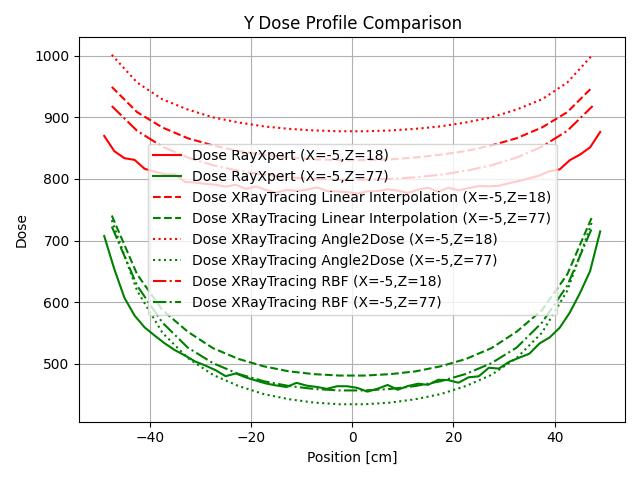 Y Dose Profile Comparison
1000
900
800
700
600
500
Dose
Dose RayXpert (X=-5,Z=18)
Dose RayXpert (X=-5,Z=77)
Dose XRayTracing Linear Interpolation (X=-5,Z=18)
Dose XRayTracing Linear Interpolation (X=-5,Z=77)
Dose XRayTracing Angle2Dose (X=-5,Z=18)
Dose XRayTracing Angle2Dose (X=-5,Z=77)
Dose XRayTracing RBF (X=-5,Z=18)
Dose XRayTracing RBF (X=-5,Z=77)
−40 −20 0 20 40
Position [cm]